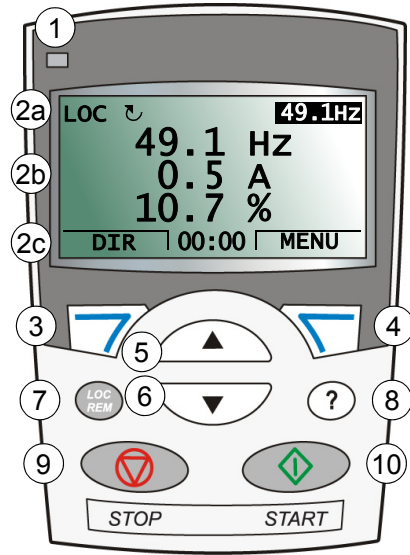 1
2a
LOC ↻ 49.1HZ
49.1 HZ
2b
0.5 A
10.7 %
2c
DIR 00:00 MENU
3
4
5
6
7
LOC
REM
?
8
9
10
STOP START